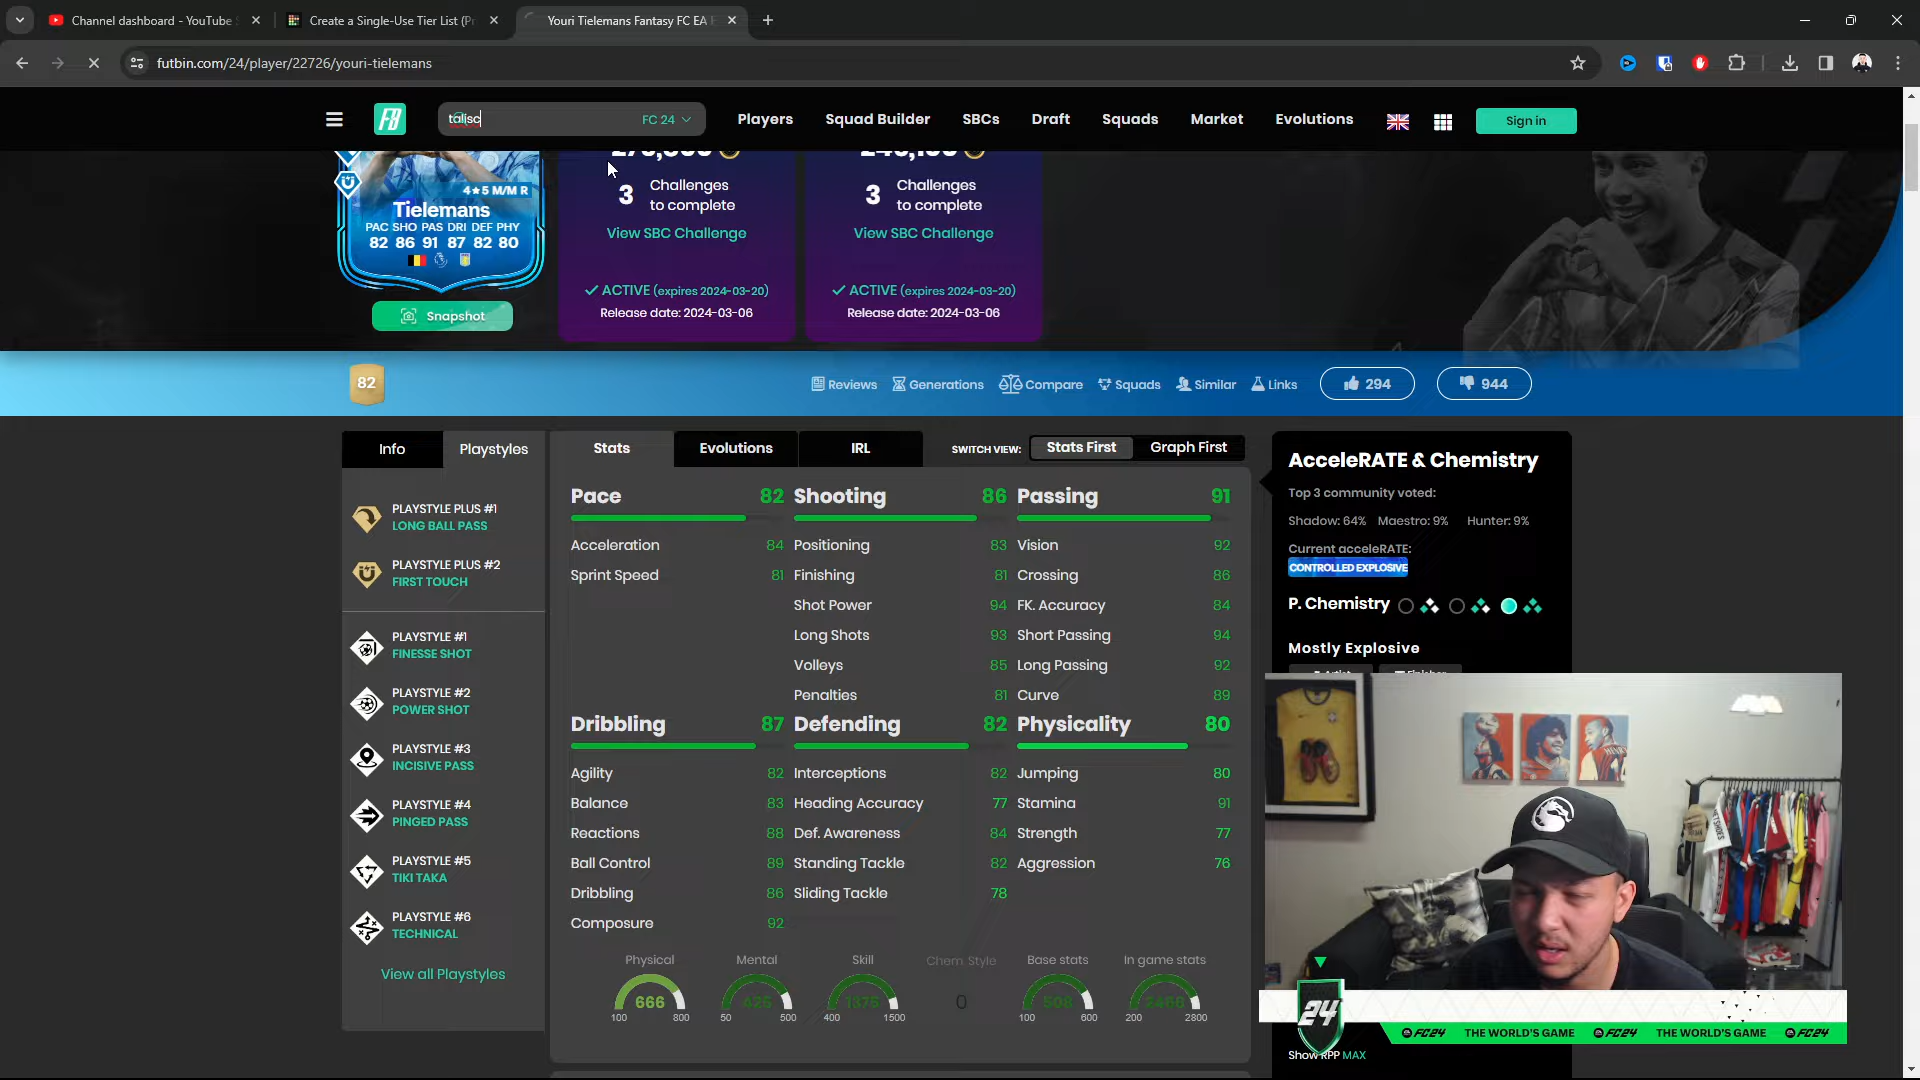 Channel dashboard - YouTube
Create a Single-Use Tier List (Pr
Youri Tielemans Fantasy FC EA F
futbin.com/24/player/22726/youri-tielemans
talisc
FC 24
Players
Squad Builder
SBCs
Draft
Squads
Market
Evolutions
Sign in
4★5 M/M R
Tielemans
PAC SHO PAS DRI DEF PHY
82 86 91 87 82 80
Snapshot
3 Challenges to complete
View SBC Challenge
ACTIVE (expires 2024-03-20)
Release date: 2024-03-06
3 Challenges to complete
View SBC Challenge
ACTIVE (expires 2024-03-20)
Release date: 2024-03-06
82
Reviews
Generations
Compare
Squads
Similar
Links
294
944
Info
Playstyles
PLAYSTYLE PLUS #1
LONG BALL PASS
PLAYSTYLE PLUS #2
FIRST TOUCH
PLAYSTYLE #1
FINESSE SHOT
PLAYSTYLE #2
POWER SHOT
PLAYSTYLE #3
INCISIVE PASS
PLAYSTYLE #4
PINGED PASS
PLAYSTYLE #5
TIKI TAKA
PLAYSTYLE #6
TECHNICAL
View all Playstyles
Stats
Evolutions
IRL
SWITCH VIEW:
Stats First
Graph First
Pace 82
Acceleration 84
Sprint Speed 81
Shooting 86
Positioning 83
Finishing 81
Shot Power 94
Long Shots 93
Volleys 85
Penalties 81
Passing 91
Vision 92
Crossing 86
FK. Accuracy 84
Short Passing 94
Long Passing 92
Curve 89
Dribbling 87
Agility 82
Balance 83
Reactions 88
Ball Control 89
Dribbling 86
Composure 92
Defending 82
Interceptions 82
Heading Accuracy 77
Def. Awareness 84
Standing Tackle 82
Sliding Tackle 78
Physicality 80
Jumping 80
Stamina 91
Strength 77
Aggression 76
Physical
666
100 800
Mental
425
50 500
Skill
1375
400 1500
Chem. Style
0
Base stats
508
100 600
In game stats
200 2800
AcceleRATE & Chemistry
Top 3 community voted:
Shadow: 64% Maestro: 9% Hunter: 9%
Current acceleRATE:
CONTROLLED EXPLOSIVE
P. Chemistry
Mostly Explosive
24
FC24 THE WORLD'S GAME FC24 THE WORLD'S GAME FC24
Show RPP MAX